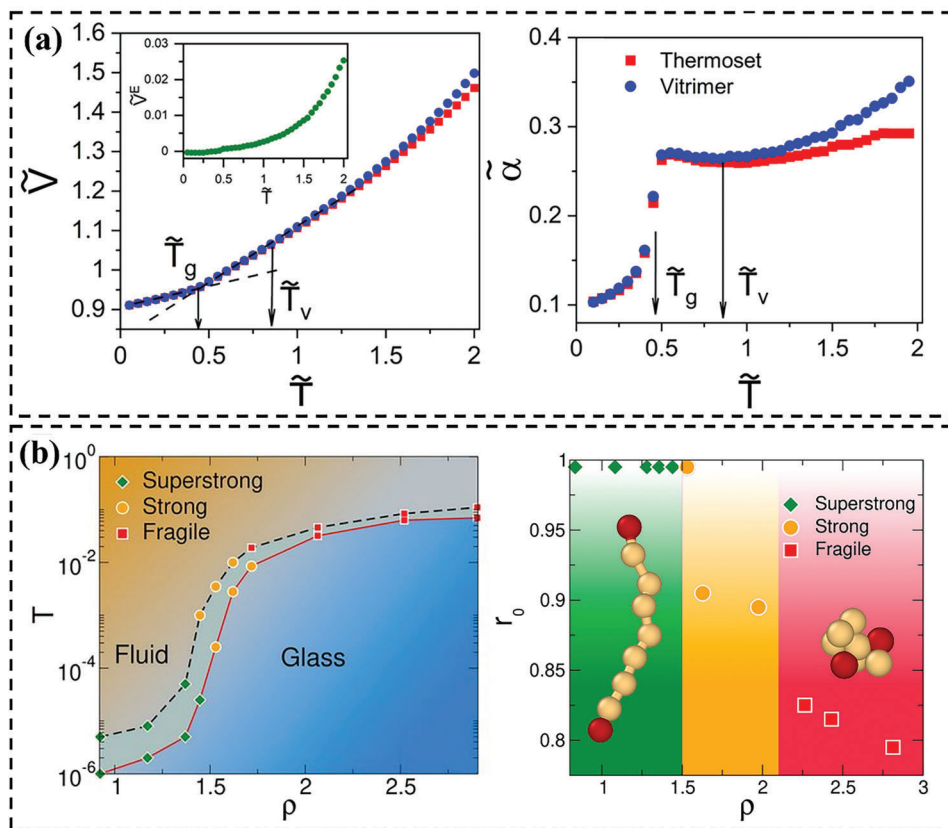 (a)
1.6
1.5
1.4
1.3
1.2
1.1
1
0.9
Ṽ
0 0.5 1 1.5 2
T̃
0.03
0.02
0.01
0
Ṽᴱ
0 0.5 1 1.5 2
T̃
T̃g
T̃v
0.4
0.3
0.2
0.1
α̃
Thermoset
Vitrimer
T̃g
T̃v
0 0.5 1 1.5 2
T̃
(b)
10⁰
10⁻²
10⁻⁴
10⁻⁶
T
Superstrong
Strong
Fragile
Fluid
Glass
1 1.5 2 2.5
ρ
1
0.95
0.9
0.85
0.8
r₀
Superstrong
Strong
Fragile
1 1.5 2 2.5 3
ρ